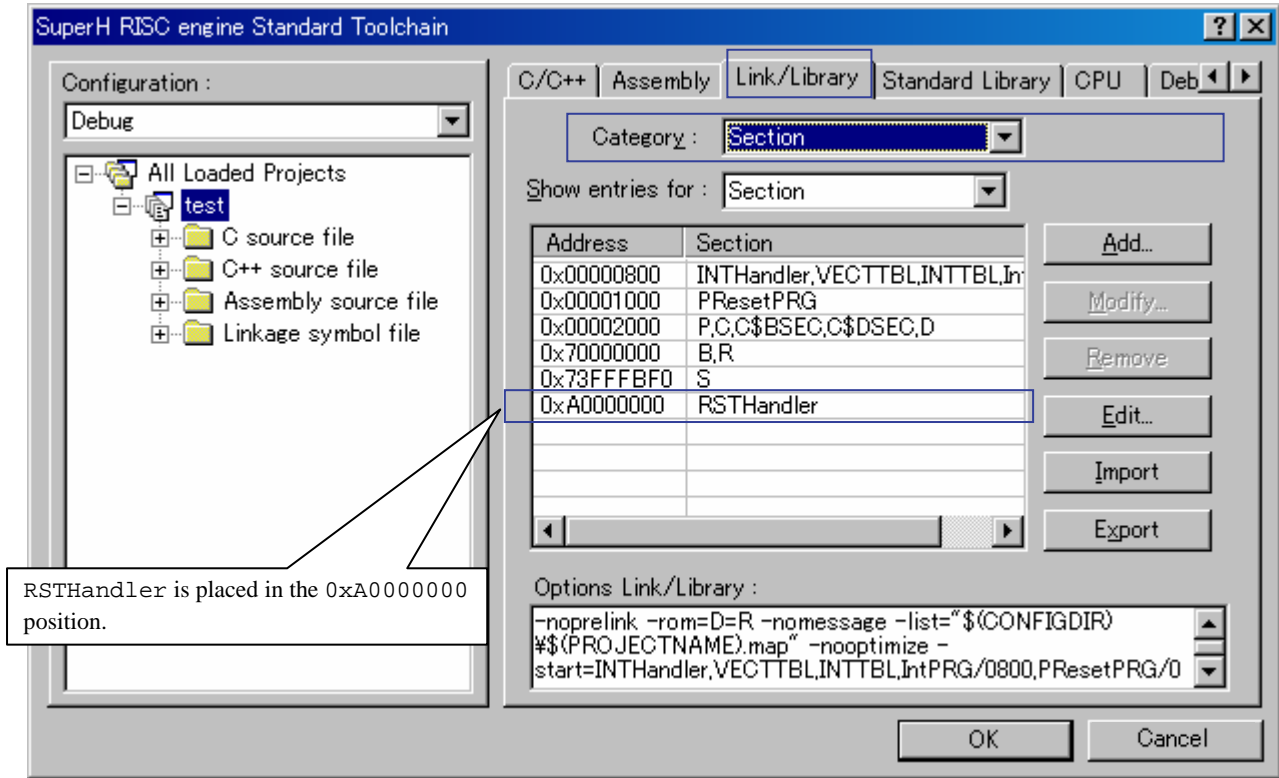 SuperH RISC engine Standard Toolchain
Configuration :
Debug
All Loaded Projects
test
C source file
C++ source file
Assembly source file
Linkage symbol file
RSTHandler is placed in the 0xA0000000
position.
C/C++ Assembly Link/Library Standard Library CPU Deb
Category : Section
Show entries for : Section
Address Section
0x00000800 INTHandler,VECTTBL,INTTBL,In
0x00001000 PResetPRG
0x00002000 P,C,C$BSEC,C$DSEC,D
0x70000000 B,R
0x73FFFBF0 S
0xA0000000 RSTHandler
Add...
Modify...
Remove
Edit...
Import
Export
Options Link/Library :
-noprelink -rom=D=R -nomessage -list="$(CONFIGDIR)
¥$(PROJECTNAME).map" -nooptimize -
start=INTHandler,VECTTBL,INTTBL,IntPRG/0800,PResetPRG/0
OK Cancel